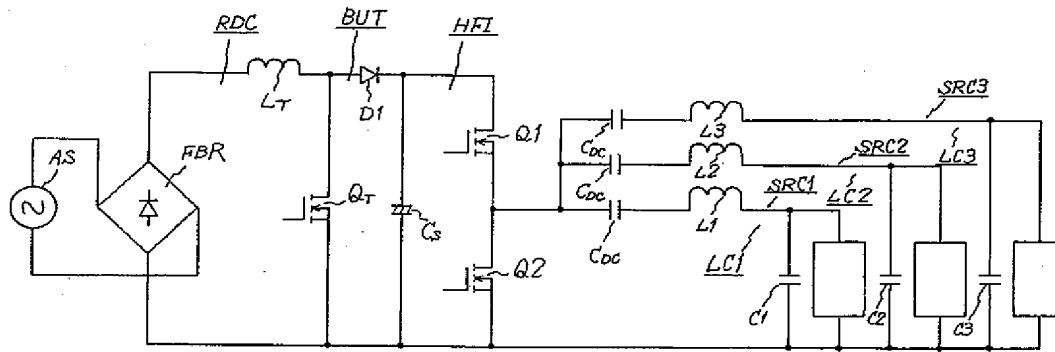 RDC
BUT
HFI
LT
D1
AS
FBR
QT
CS
Q1
Q2
CDC
CDC
CDC
L3
L2
L1
SRC3
SRC2
SRC1
LC3
LC2
LC1
C1
C2
C3